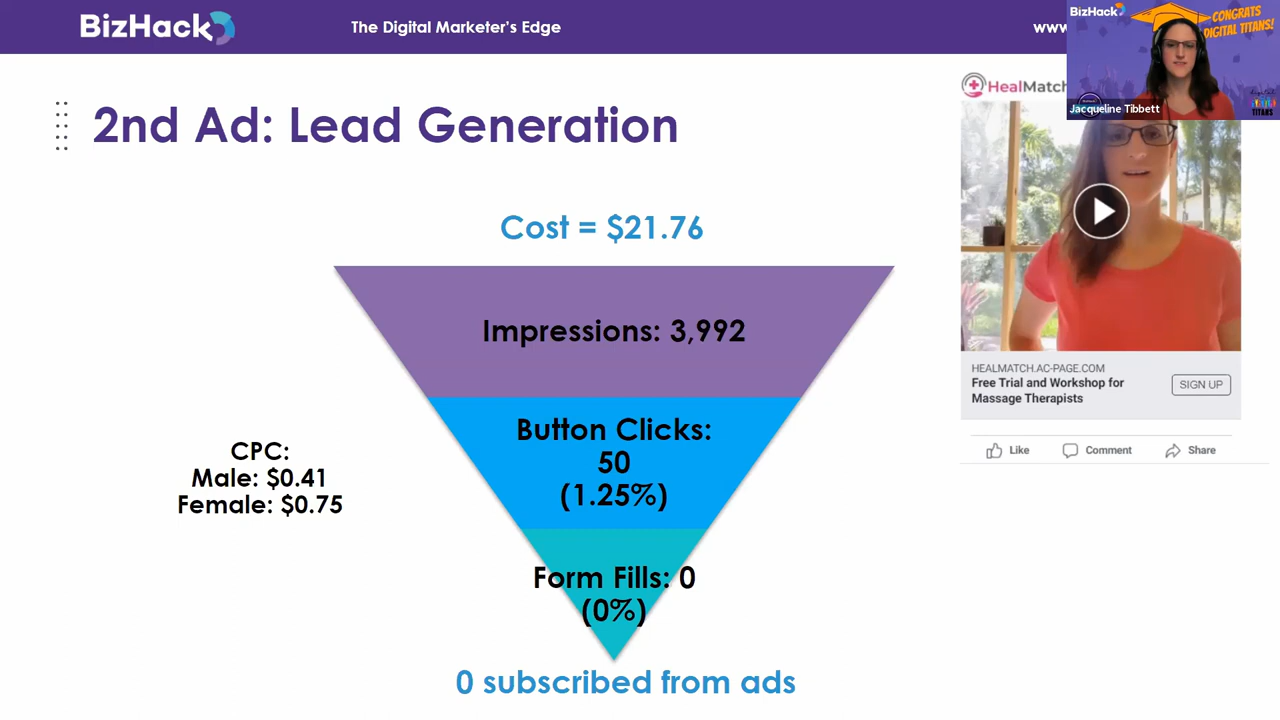 BizHack
The Digital Marketer's Edge
www
BizHack
CONGRATS
DIGITAL TITANS!
Jacqueline Tibbett
TITANS
HealMatch
2nd Ad: Lead Generation
Cost = $21.76
Impressions: 3,992
Button Clicks:
50
(1.25%)
CPC:
Male: $0.41
Female: $0.75
Form Fills: 0
(0%)
0 subscribed from ads
HEALMATCH.AC-PAGE.COM
Free Trial and Workshop for
Massage Therapists
SIGN UP
Like
Comment
Share